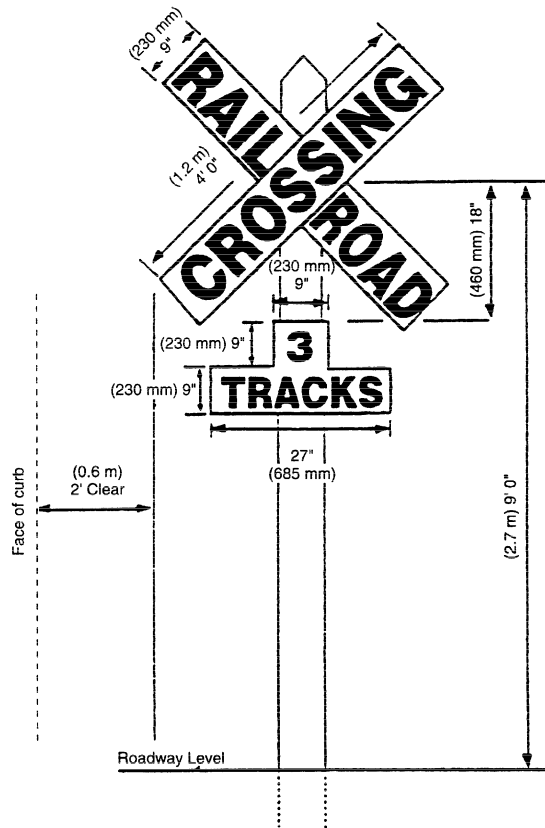 (230 mm)
9"
RAIL
ROAD
CROSSING
(1.2 m)
4' 0"
(460 mm) 18"
(230 mm)
9"
(230 mm) 9"
3
(230 mm) 9"
TRACKS
27"
(685 mm)
(0.6 m)
2' Clear
Face of curb
(2.7 m) 9' 0"
Roadway Level